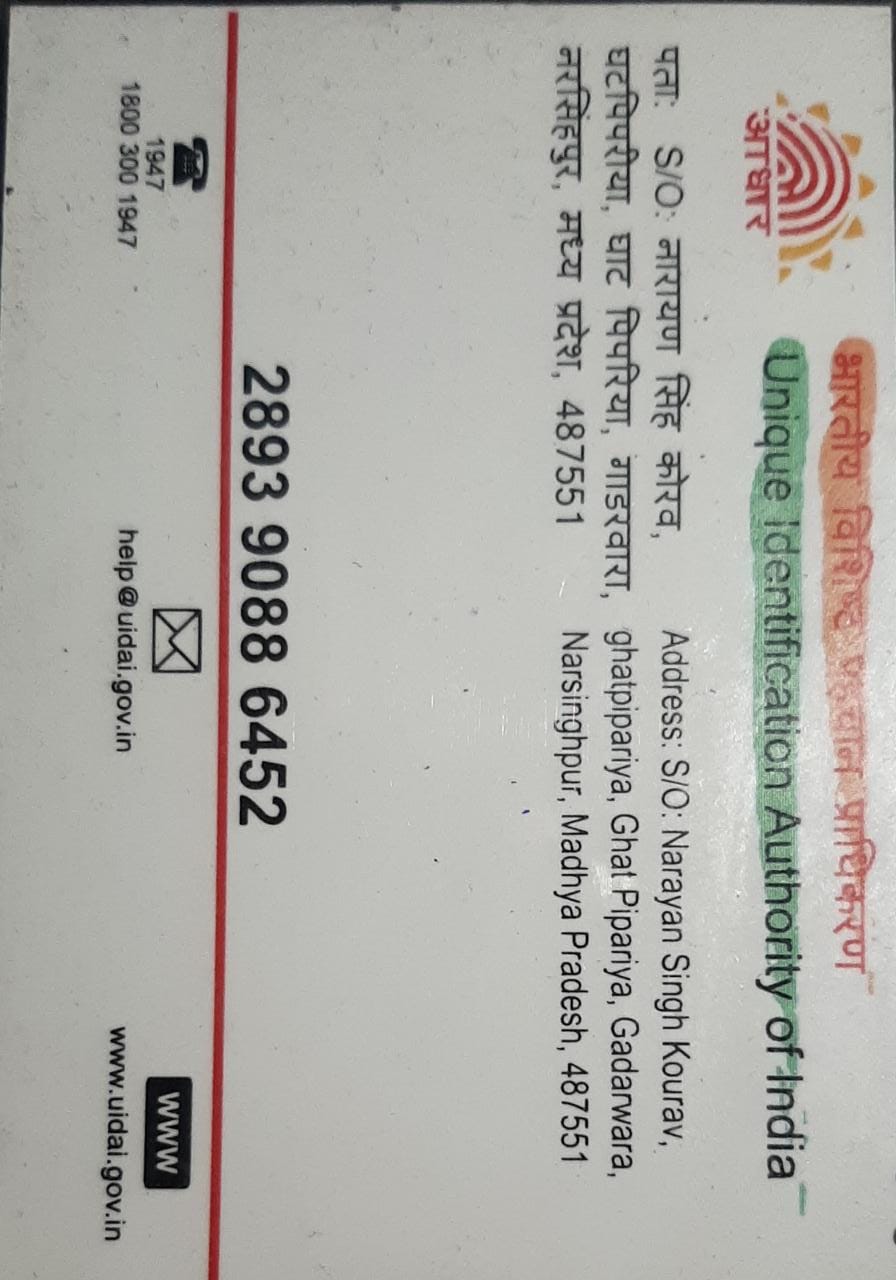 आधार
भारतीय विशिष्ट पहचान प्राधिकरण
Unique Identification Authority of India
पता: S/O: नारायण सिंह कोरव,
घटपिपरीया, घाट पिपरिया, गाडरवारा,
नरसिंहपुर, मध्य प्रदेश, 487551
Address: S/O: Narayan Singh Kourav,
ghatpipariya, Ghat Pipariya, Gadarwara,
Narsinghpur, Madhya Pradesh, 487551
2893 9088 6452
1947
1800 300 1947
help@uidai.gov.in
www
www.uidai.gov.in